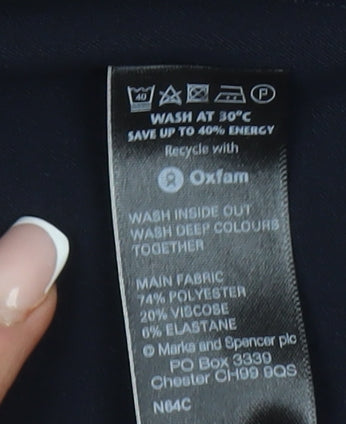 40 P
WASH AT 30°C
SAVE UP TO 40% ENERGY
Recycle with
Oxfam
WASH INSIDE OUT
WASH DEEP COLOURS
TOGETHER
MAIN FABRIC
74% POLYESTER
20% VISCOSE
6% ELASTANE
© Marks and Spencer plc
PO Box 3339
Chester CH99 9QS
N64C